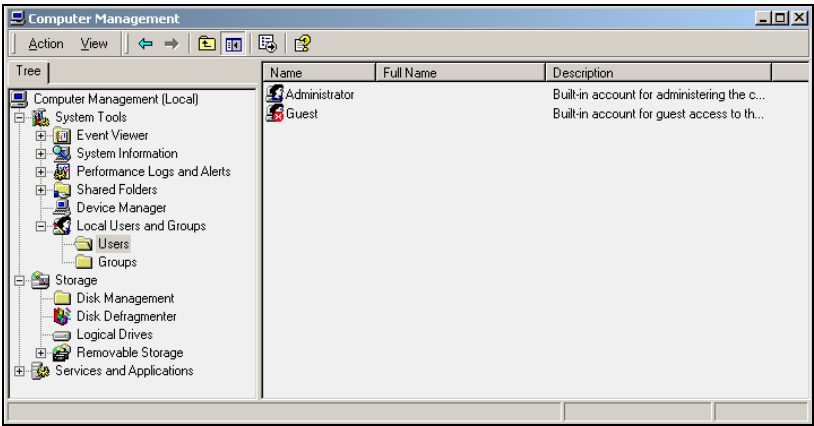 Computer Management
Action View
Tree
Name Full Name Description
Computer Management (Local)
System Tools
Event Viewer
System Information
Performance Logs and Alerts
Shared Folders
Device Manager
Local Users and Groups
Users
Groups
Storage
Disk Management
Disk Defragmenter
Logical Drives
Removable Storage
Services and Applications
Administrator Built-in account for administering the c...
Guest Built-in account for guest access to th...